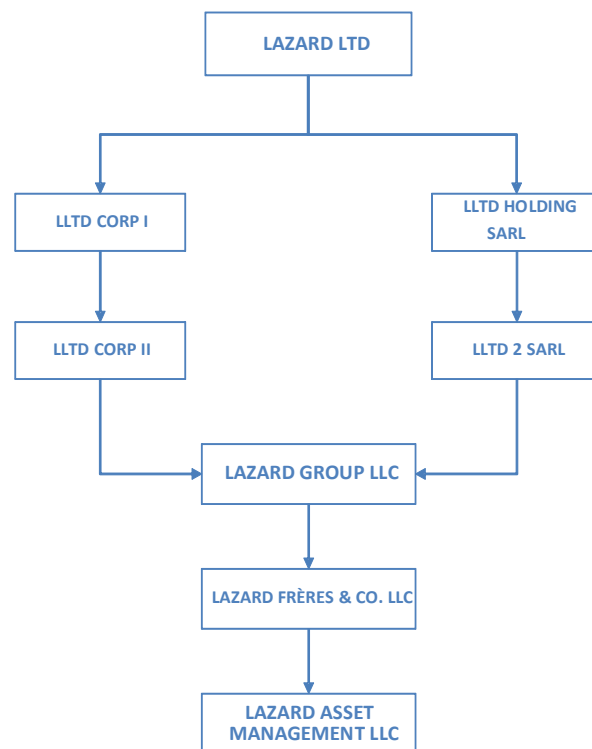 LAZARD LTD
LLTD CORP I
LLTD HOLDING
SARL
LLTD CORP II
LLTD 2 SARL
LAZARD GROUP LLC
LAZARD FRÈRES & CO. LLC
LAZARD ASSET
MANAGEMENT LLC